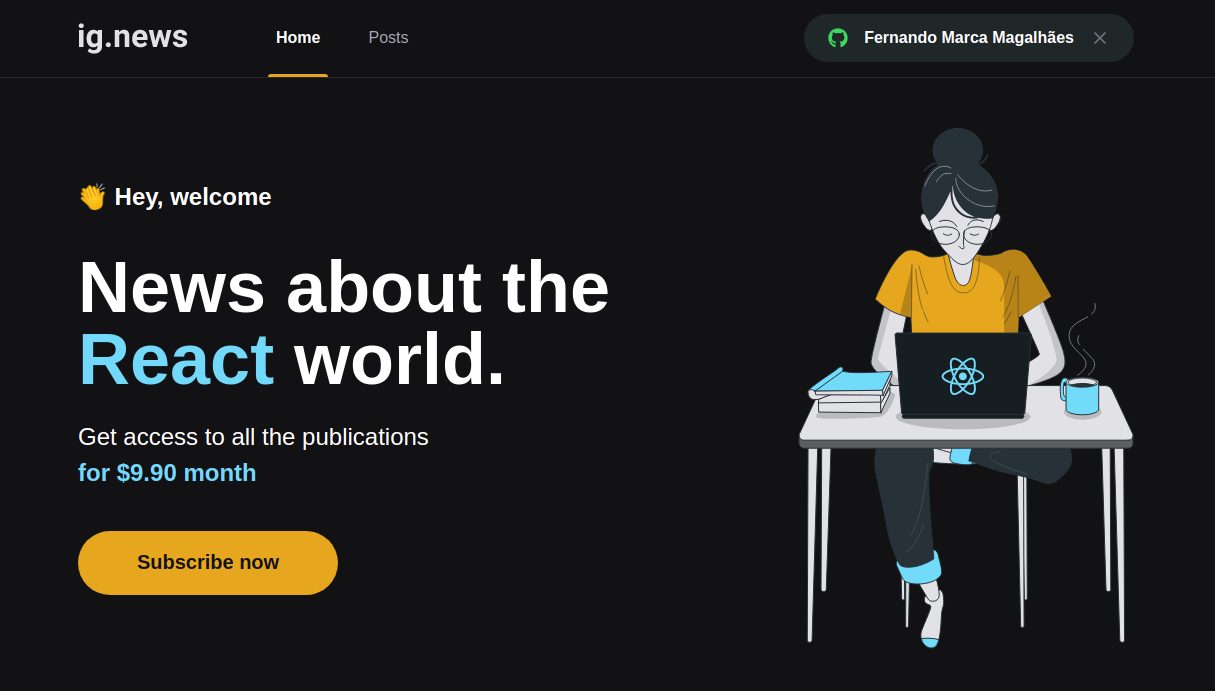 ig.news
Home
Posts
Fernando Marca Magalhães
👏 Hey, welcome
News about the
React world.
Get access to all the publications
for $9.90 month
Subscribe now